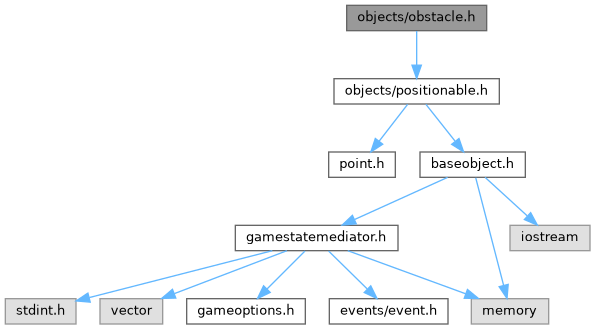 objects/obstacle.h
objects/positionable.h
point.h
baseobject.h
gamestatemediator.h
iostream
stdint.h
vector
gameoptions.h
events/event.h
memory